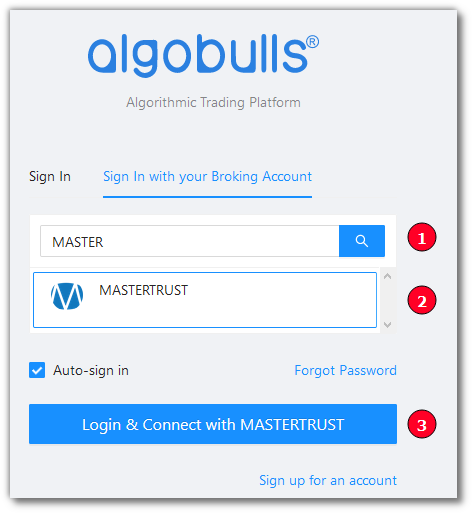 algobulls®
Algorithmic Trading Platform
Sign In
Sign In with your Broking Account
MASTER
1
MASTERTRUST
2
Auto-sign in
Forgot Password
Login & Connect with MASTERTRUST
3
Sign up for an account